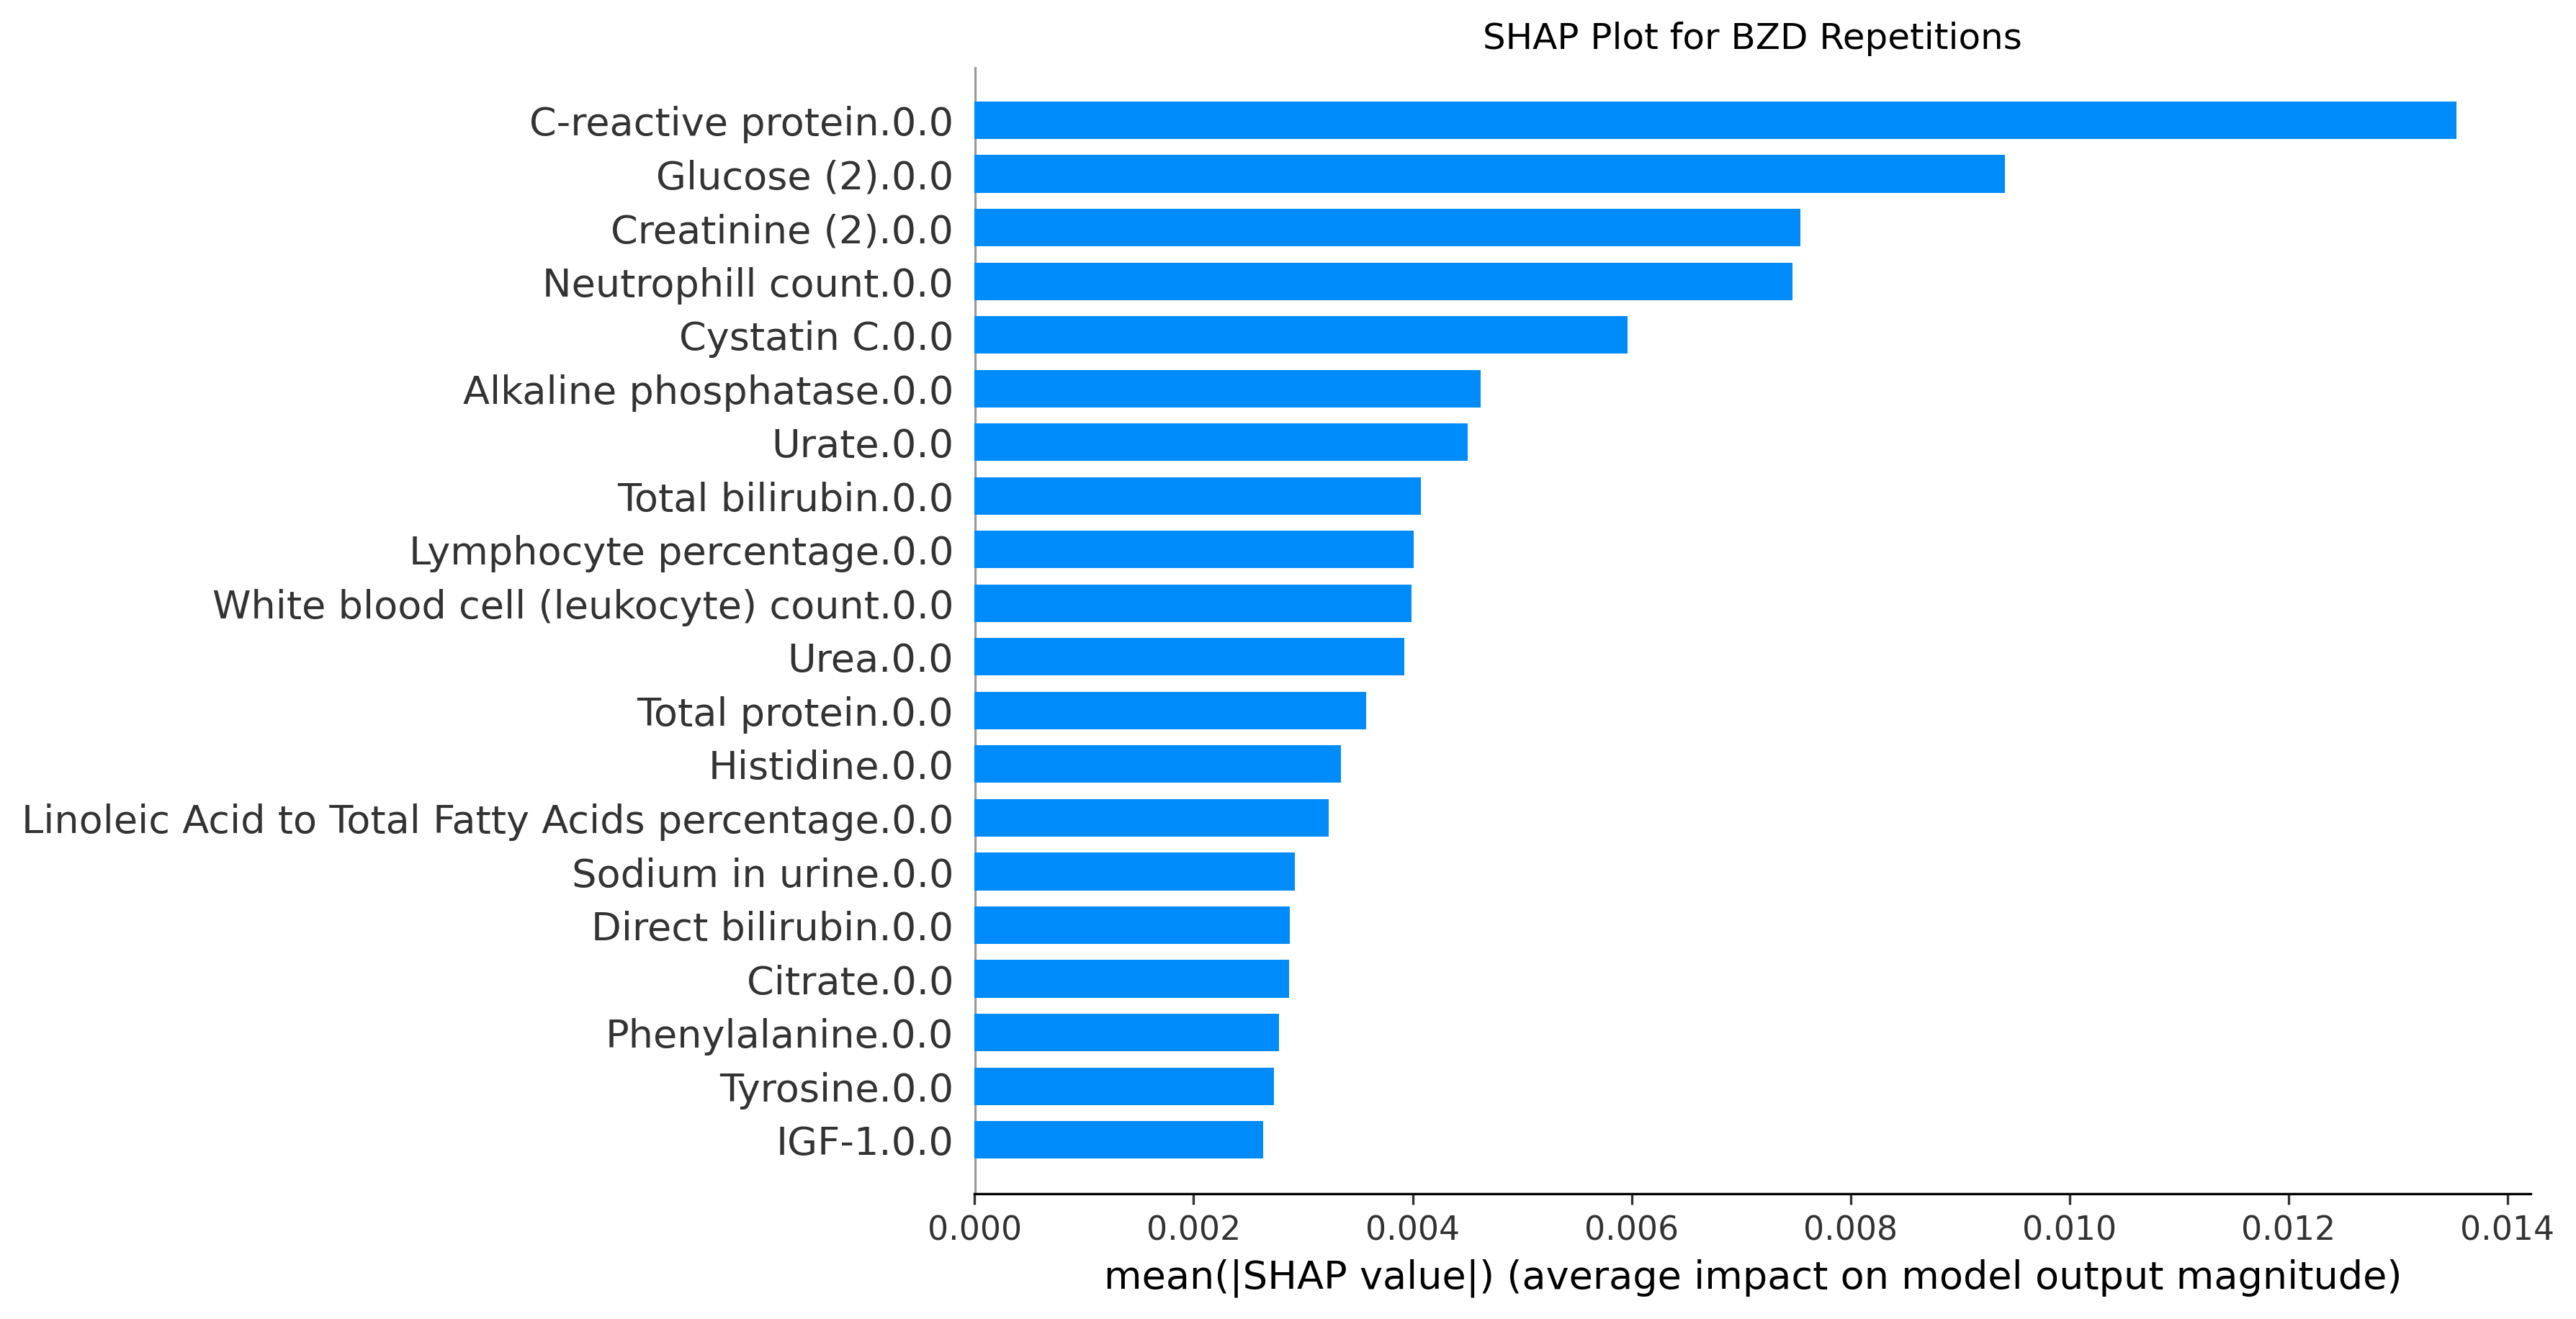 SHAP Plot for BZD Repetitions
C-reactive protein.0.0
Glucose (2).0.0
Creatinine (2).0.0
Neutrophill count.0.0
Cystatin C.0.0
Alkaline phosphatase.0.0
Urate.0.0
Total bilirubin.0.0
Lymphocyte percentage.0.0
White blood cell (leukocyte) count.0.0
Urea.0.0
Total protein.0.0
Histidine.0.0
Linoleic Acid to Total Fatty Acids percentage.0.0
Sodium in urine.0.0
Direct bilirubin.0.0
Citrate.0.0
Phenylalanine.0.0
Tyrosine.0.0
IGF-1.0.0
0.000 0.002 0.004 0.006 0.008 0.010 0.012 0.014
mean(|SHAP value|) (average impact on model output magnitude)